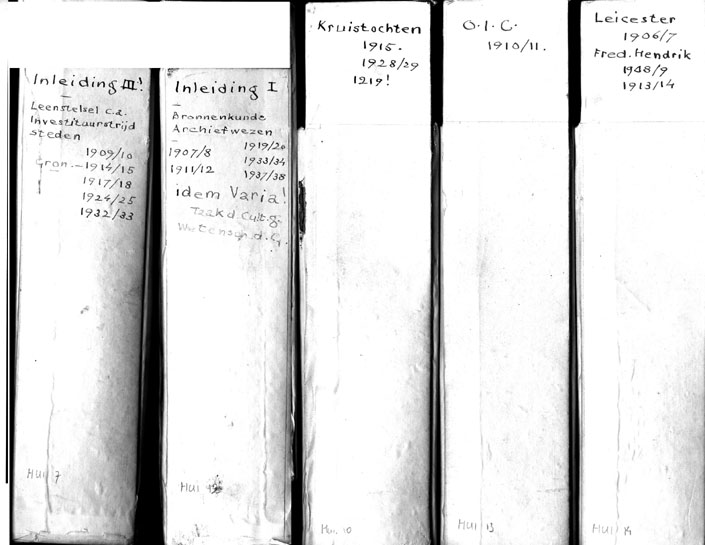 Inleiding III!
Leenstelsel c.a.
Investituurstrijd
steden
1909/10
Gron. - 1914/15
1917/18
1924/25
1932/33
HUI 7
Inleiding I
Bronnenkunde
Archiefwezen
1919/20
1907/8 1933/34
1911/12 1937/38
idem Varia!
Taak d. Cult.g.
Wetensch. d. G.
HUI
Kruistochten
1915.
1928/29
1219!
Hui. 10
O.I.C.
1910/11.
HUI 13
Leicester
1906/7
Fred. Hendrik
1908/9
1913/14
HUI 14